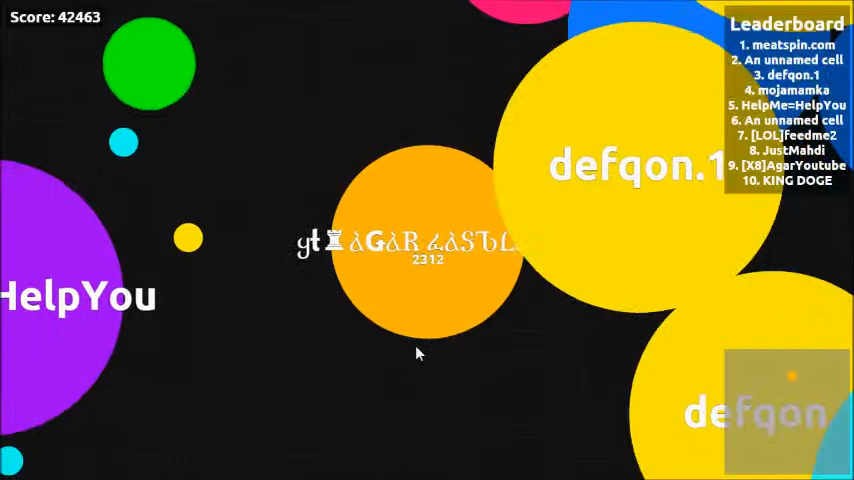 Score: 42463
Leaderboard
1. meatspin.com
2. An unnamed cell
3. defqon.1
4. mojamamka
5. HelpMe=HelpYou
6. An unnamed cell
7. [LOL]feedme2
8. JustMahdi
9. [X8]AgarYoutube
10. KING DOGE
defqon.1
2312
HelpYou
defqon